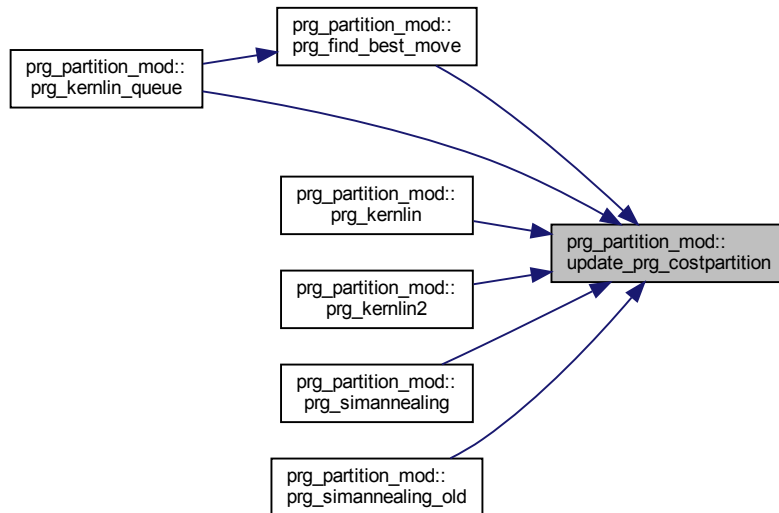 prg_partition_mod::
prg_find_best_move
prg_partition_mod::
prg_kernlin_queue
prg_partition_mod::
prg_kernlin
prg_partition_mod::
update_prg_costpartition
prg_partition_mod::
prg_kernlin2
prg_partition_mod::
prg_simannealing
prg_partition_mod::
prg_simannealing_old